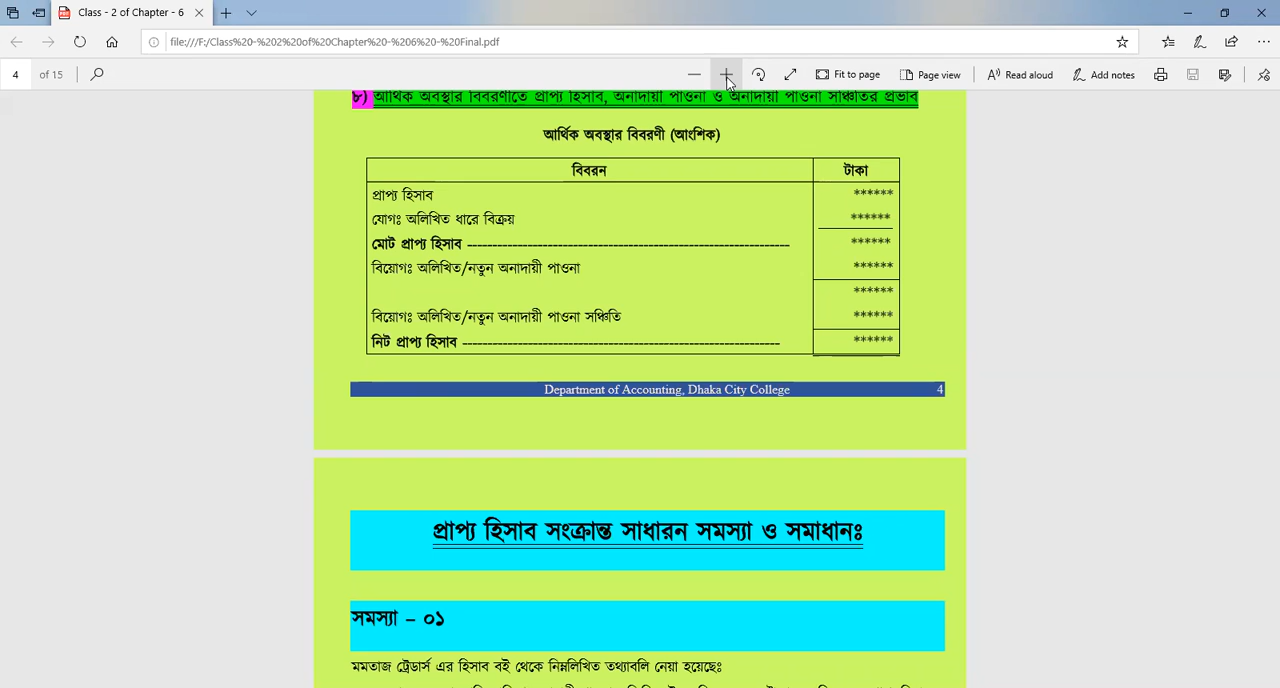 Class - 2 of Chapter - 6
file:///F:/Class%20-%202%20of%20Chapter%20-%206%20-%20Final.pdf
4 of 15 Fit to page Page view Read aloud Add notes
৮) আর্থিক অবস্থার বিবরণীতে প্রাপ্য হিসাব, অনাদায়ী পাওনা ও অনাদায়ী পাওনা সঞ্চিতির প্রভাব
আর্থিক অবস্থার বিবরণী (আংশিক)
বিবরন টাকা
প্রাপ্য হিসাব ******
যোগঃ অলিখিত ধারে বিক্রয় ******
মোট প্রাপ্য হিসাব ---------------------------------------------------------------- ******
বিয়োগঃ অলিখিত/নতুন অনাদায়ী পাওনা ******
******
বিয়োগঃ অলিখিত/নতুন অনাদায়ী পাওনা সঞ্চিতি ******
নিট প্রাপ্য হিসাব --------------------------------------------------------------- ******
Department of Accounting, Dhaka City College 4
প্রাপ্য হিসাব সংক্রান্ত সাধারন সমস্যা ও সমাধানঃ
সমস্যা – ০১
মমতাজ ট্রেডার্স এর হিসাব বই থেকে নিম্নলিখিত তথ্যাবলি নেয়া হয়েছেঃ